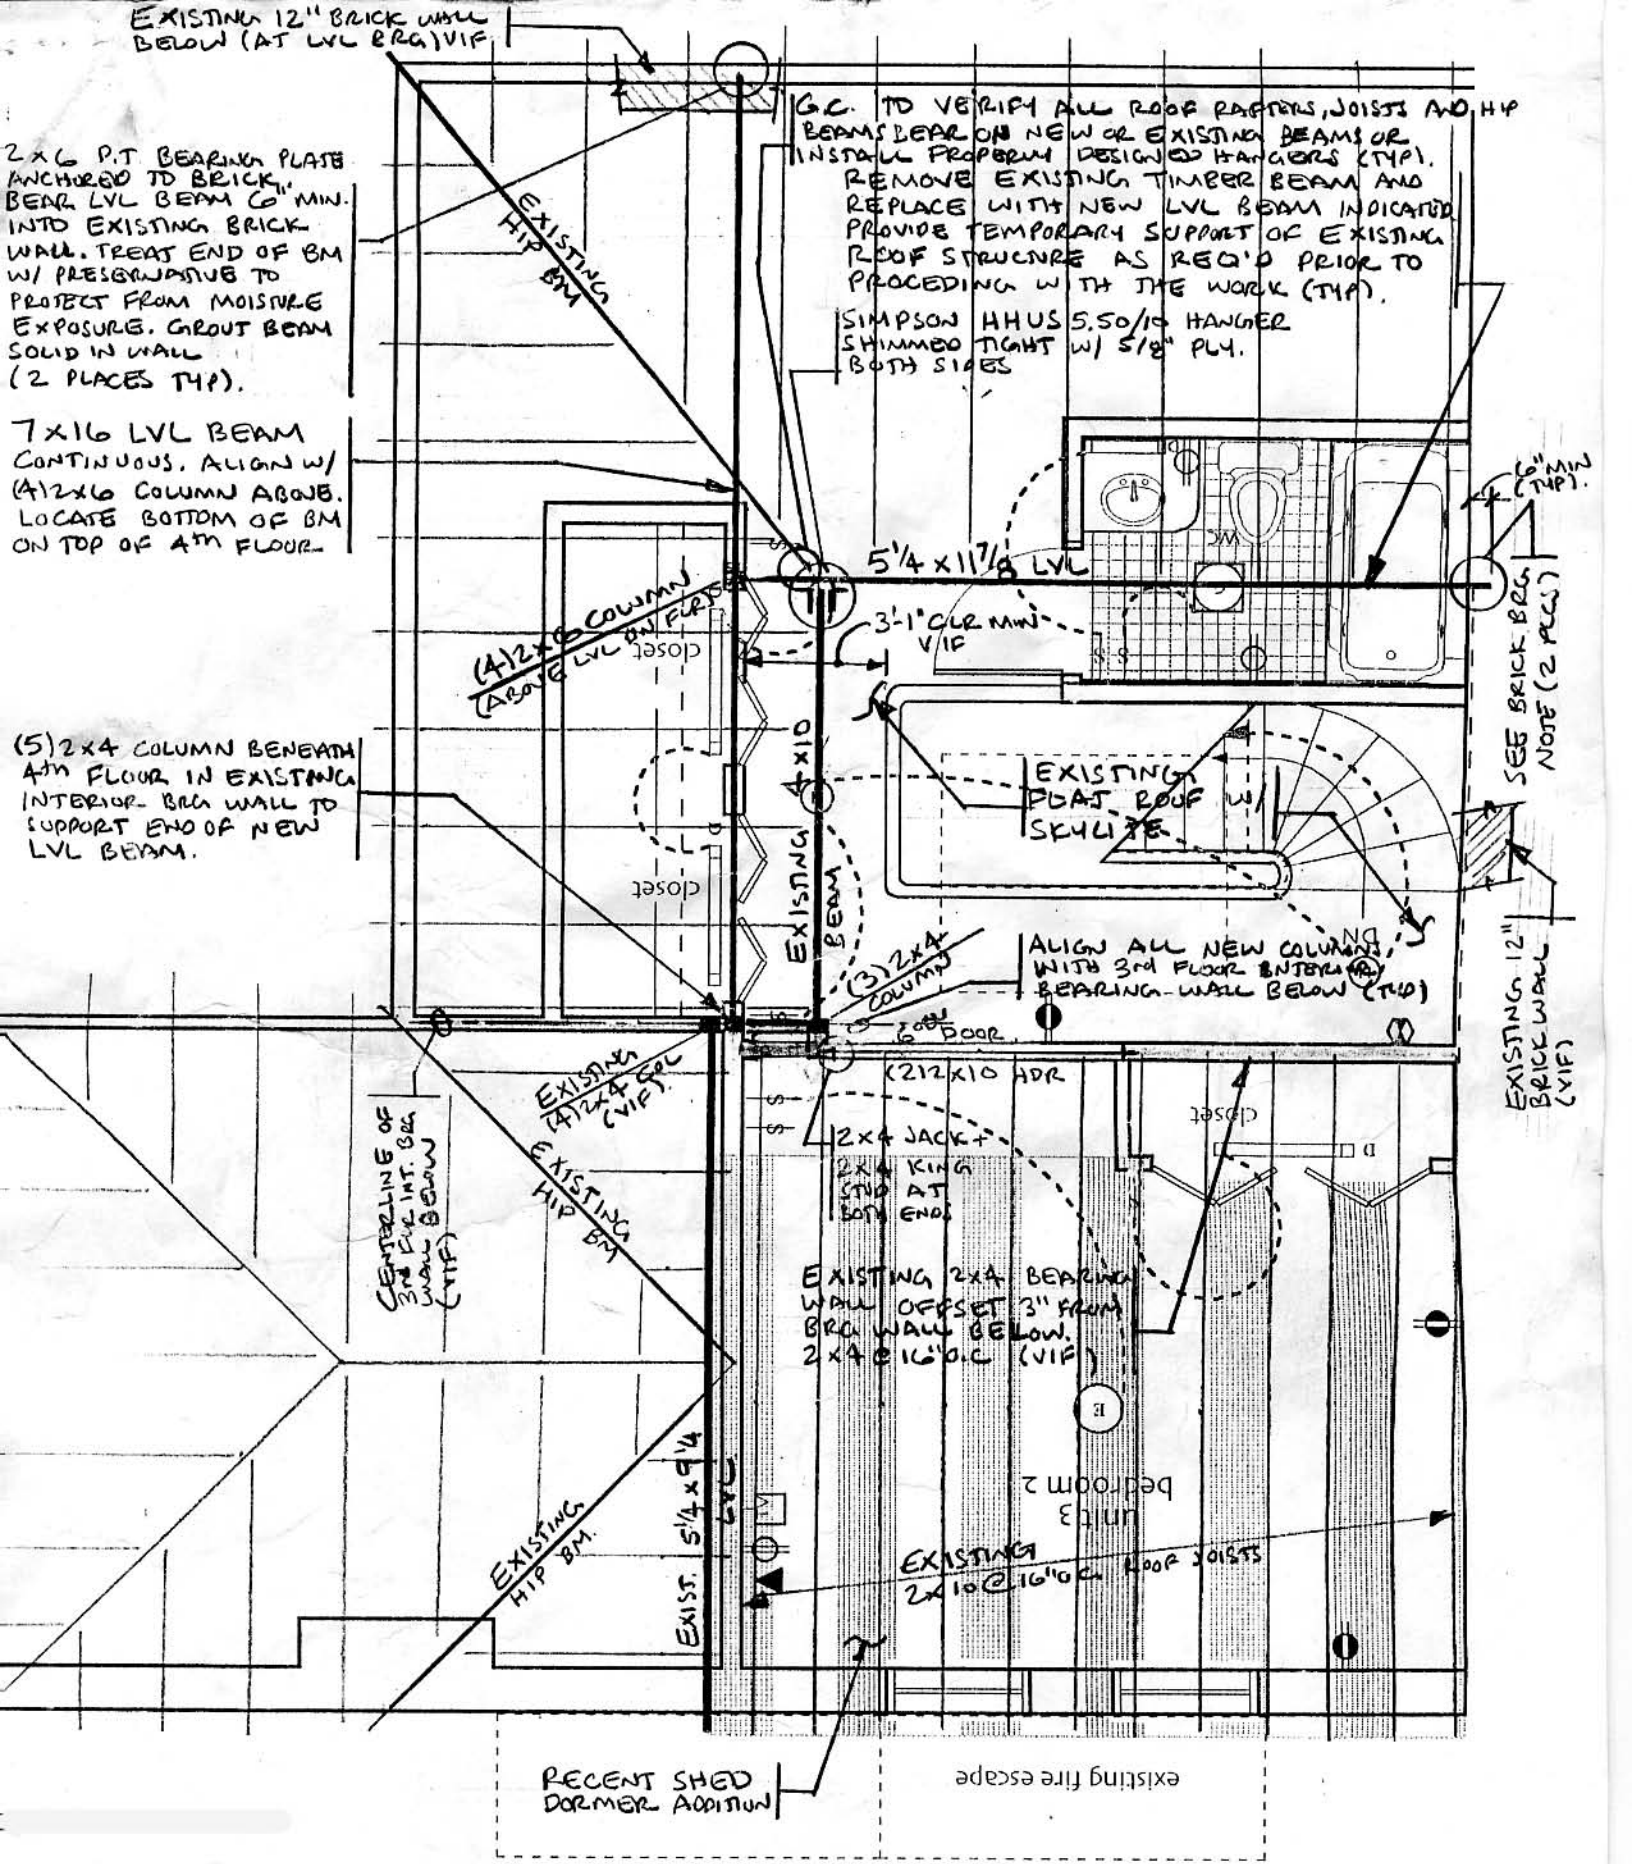 EXISTING 12" BRICK WALL
BELOW (AT LVL BRG) VIF
2x6 P.T BEARING PLATE
ANCHORED TO BRICK,
BEAR LVL BEAM 6" MIN.
INTO EXISTING BRICK
WALL. TREAT END OF BM
W/ PRESERVATIVE TO
PROTECT FROM MOISTURE
EXPOSURE. GROUT BEAM
SOLID IN WALL
(2 PLACES TYP).
7x16 LVL BEAM
CONTINUOUS. ALIGN W/
(4) 2x6 COLUMN ABOVE.
LOCATE BOTTOM OF BM
ON TOP OF 4th FLOOR
(5) 2x4 COLUMN BENEATH
4th FLOOR IN EXISTING
INTERIOR BRG WALL TO
SUPPORT END OF NEW
LVL BEAM.
G.C. TO VERIFY ALL ROOF RAFTERS, JOISTS AND HIP
BEAMS BEAR ON NEW OR EXISTING BEAMS OR
INSTALL PROPERLY DESIGNED HANGERS (TYP).
REMOVE EXISTING TIMBER BEAM AND
REPLACE WITH NEW LVL BEAM INDICATED
PROVIDE TEMPORARY SUPPORT OF EXISTING
ROOF STRUCTURE AS REQ'D PRIOR TO
PROCEDING WITH THE WORK (TYP).
SIMPSON HHUS 5.50/10 HANGER
SHIMMED TIGHT W/ 5/8" PLY.
BOTH SIDES
EXISTING
HIP BM
6" MIN
(TYP).
WC
5 1/4 x 11 7/8 LVL
3'-1" CLR MIN
VIF
(4) 2x6 COLUMN
(ABOVE LVL ON FLR)
closet
closet
EXISTING 4x10
BEAM
EXISTING
FLAT ROOF W/
SKYLITE
SEE BRICK BRG
NOTE (2 PLCS)
EXISTING 12"
BRICK WALL
(VIF)
DN
(3) 2x4
COLUMN
ALIGN ALL NEW COLUMNS
WITH 3rd FLOOR INTERIOR
BEARING WALL BELOW (TYP)
DOOR
(2) 2x10 HDR
EXISTING
(4) 2x4 COL
(VIF)
2x4 JACK +
2x4 KING
STUD AT
BOTH ENDS
closet
D
CENTERLINE OF
3rd FLR INT. BRG
WALL BELOW
(VIF)
EXISTING
HIP BM
EXISTING 2x4 BEARING
WALL OFFSET 3" FROM
BRG WALL BELOW.
2x4 @ 16" O.C (VIF)
E
unit 3
bedroom 2
EXIST. 5 1/4 x 9 1/4
LVL
EXISTING
HIP BM.
EXISTING
2x10 @ 16" O.C. ROOF JOISTS
RECENT SHED
DORMER ADDITION
existing fire escape